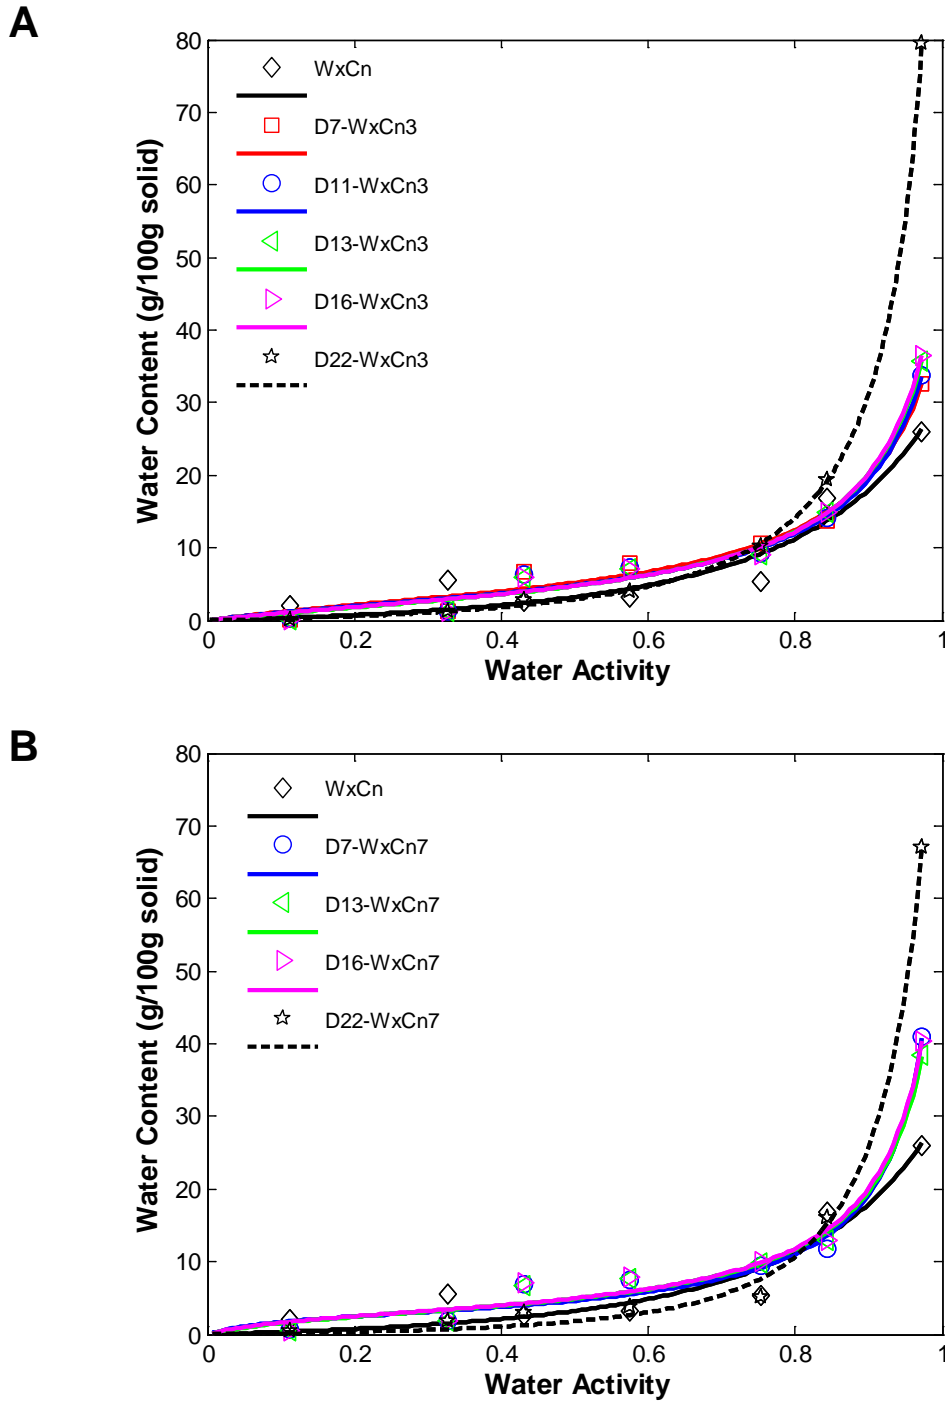 A
80
70
60
50
40
30
20
10
0
Water Content (g/100g solid)
WxCn
D7-WxCn3
D11-WxCn3
D13-WxCn3
D16-WxCn3
D22-WxCn3
0 0.2 0.4 0.6 0.8 1
Water Activity
B
80
70
60
50
40
30
20
10
0
Water Content (g/100g solid)
WxCn
D7-WxCn7
D13-WxCn7
D16-WxCn7
D22-WxCn7
0 0.2 0.4 0.6 0.8 1
Water Activity